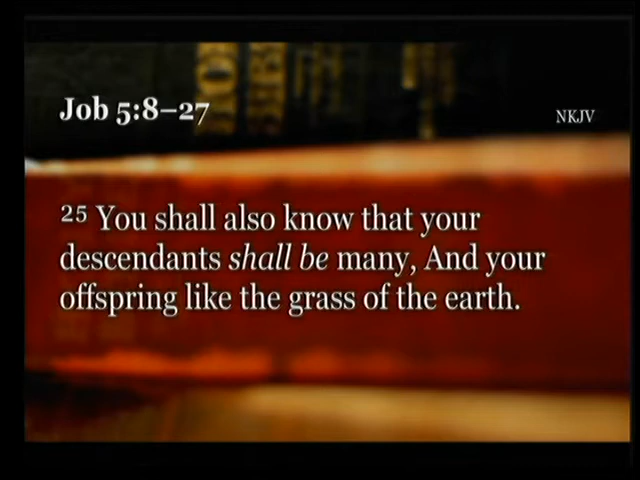 Job 5:8–27
NKJV
25 You shall also know that your
descendants shall be many, And your
offspring like the grass of the earth.